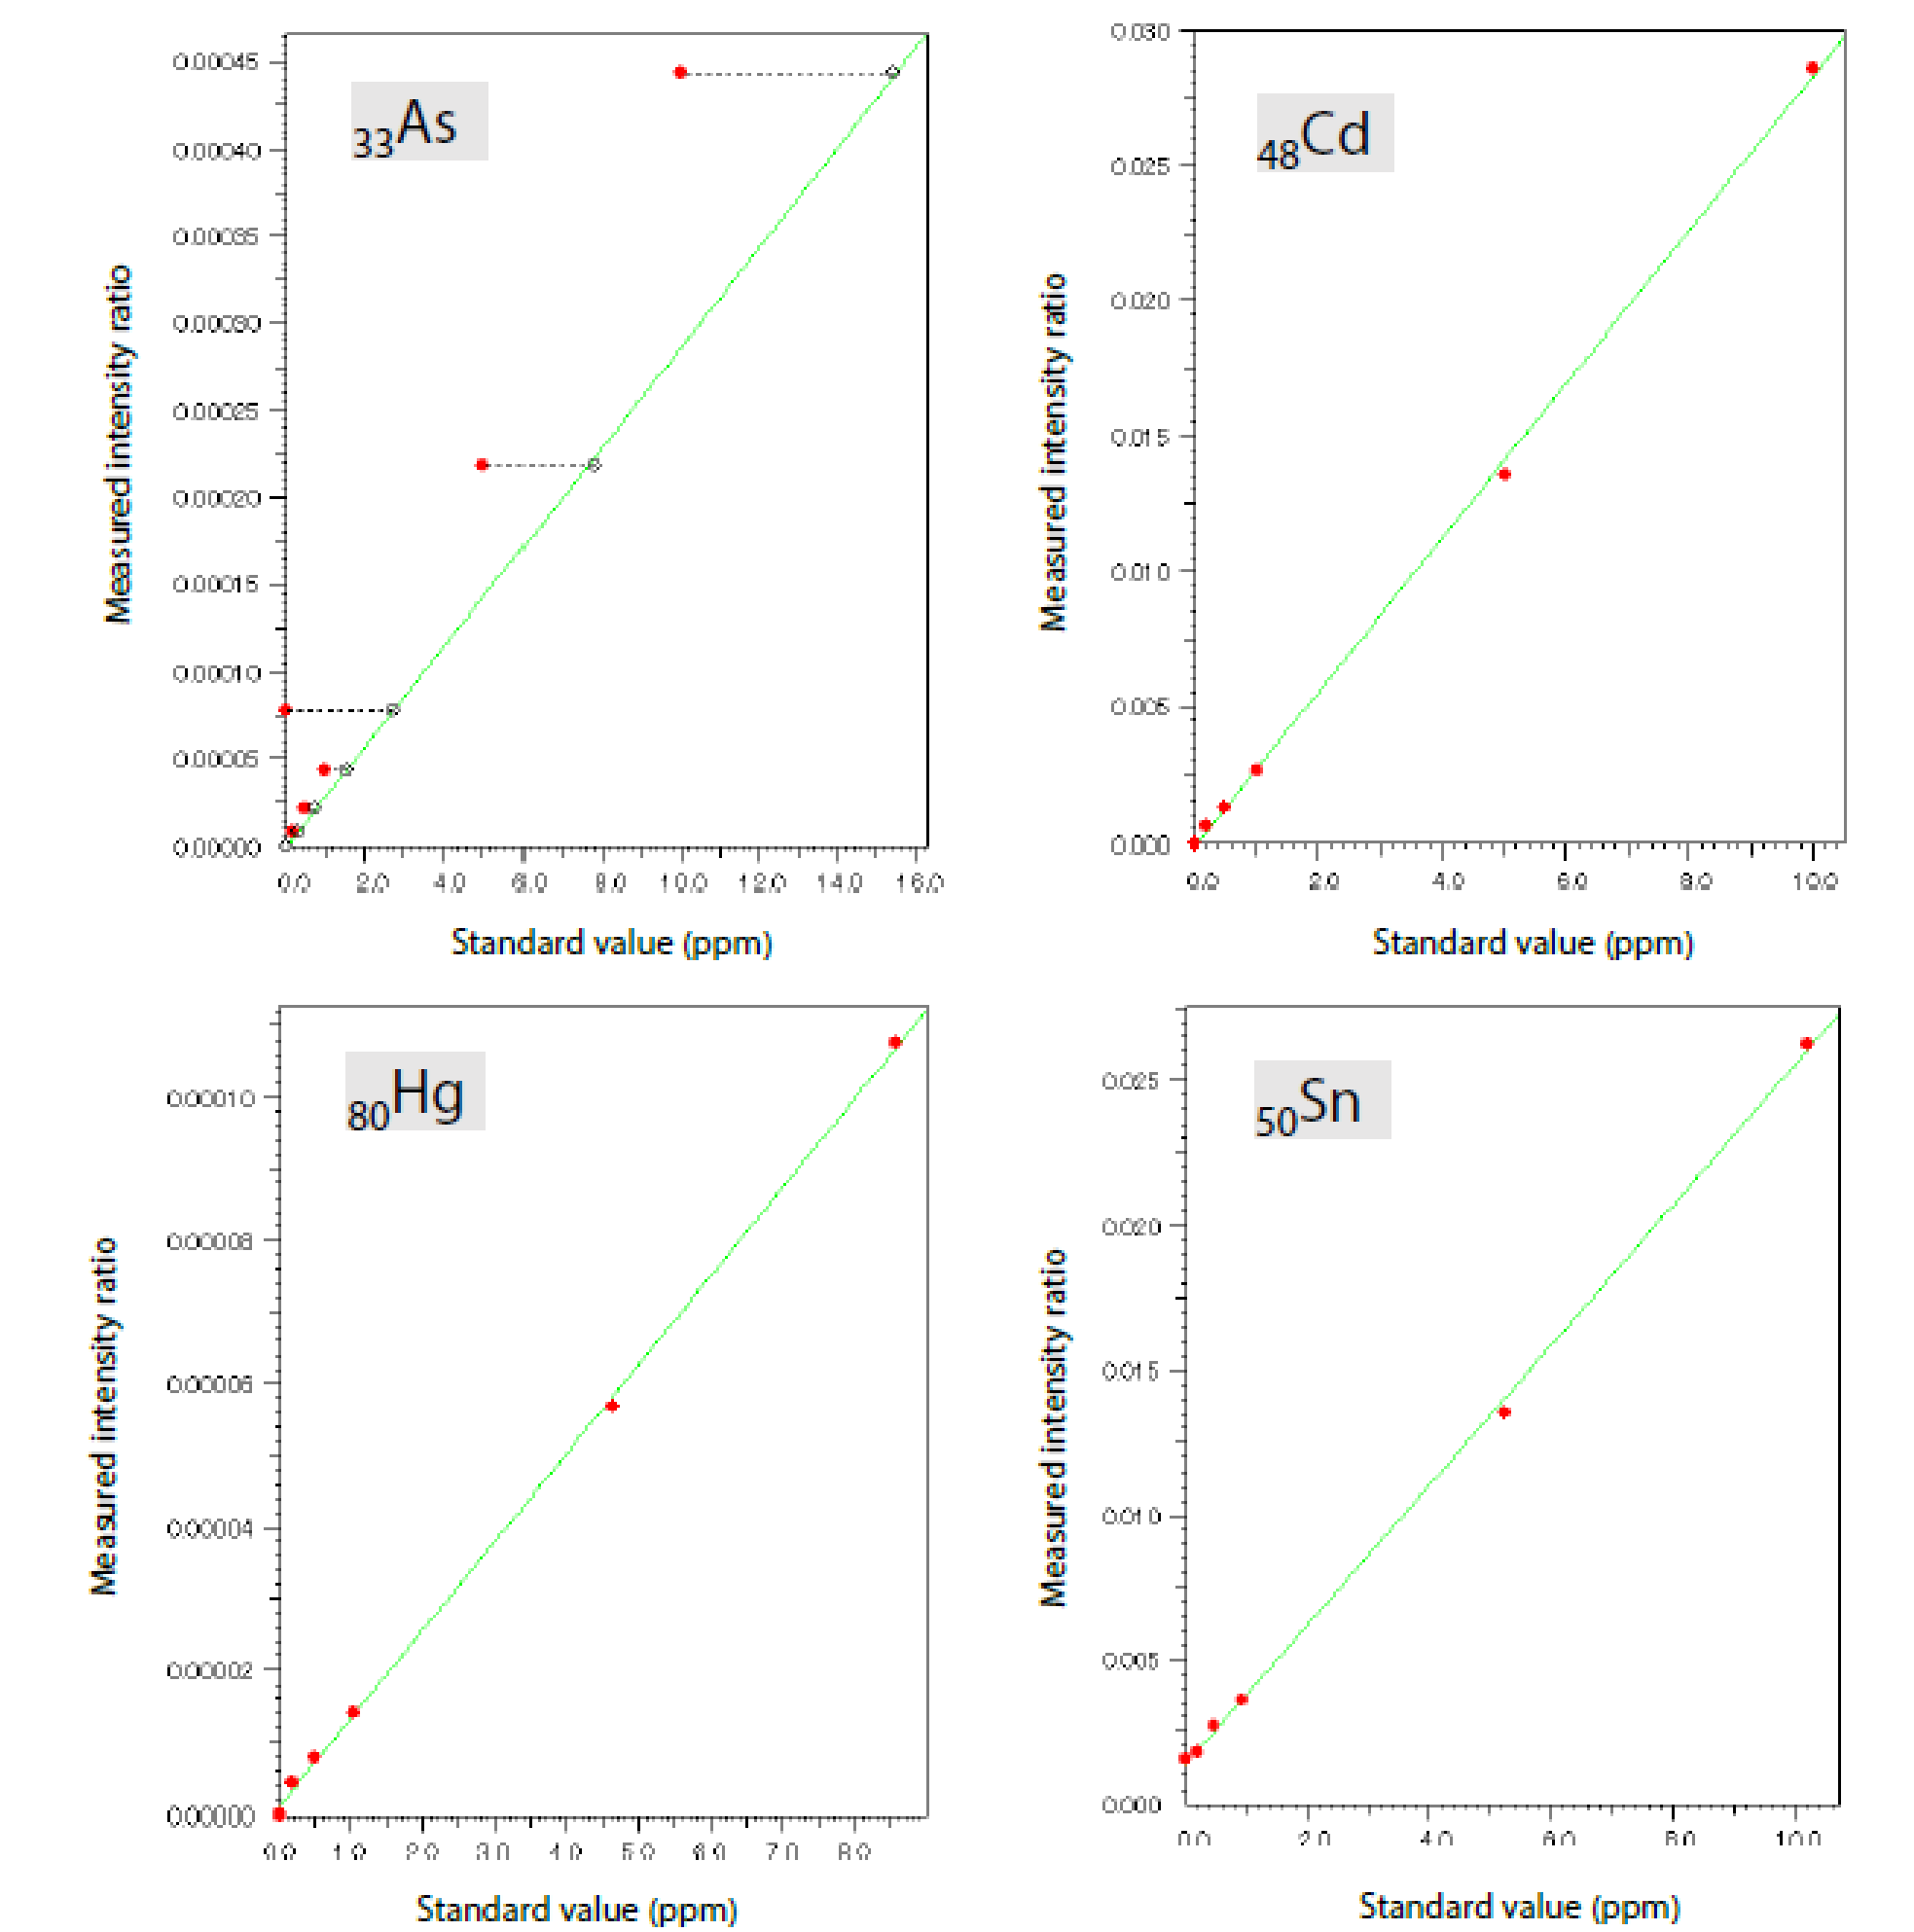 33As
0.00045
0.00040
0.00035
0.00030
0.00025
0.00020
0.00015
0.00010
0.00005
0.00000
0.0 2.0 4.0 6.0 8.0 10.0 12.0 14.0 16.0
Measured intensity ratio
Standard value (ppm)
48Cd
0.030
0.025
0.020
0.015
0.010
0.005
0.000
0.0 2.0 4.0 6.0 8.0 10.0
Measured intensity ratio
Standard value (ppm)
80Hg
0.00010
0.00008
0.00006
0.00004
0.00002
0.00000
0.0 1.0 2.0 3.0 4.0 5.0 6.0 7.0 8.0
Measured intensity ratio
Standard value (ppm)
50Sn
0.025
0.020
0.015
0.010
0.005
0.000
0.0 2.0 4.0 6.0 8.0 10.0
Measured intensity ratio
Standard value (ppm)